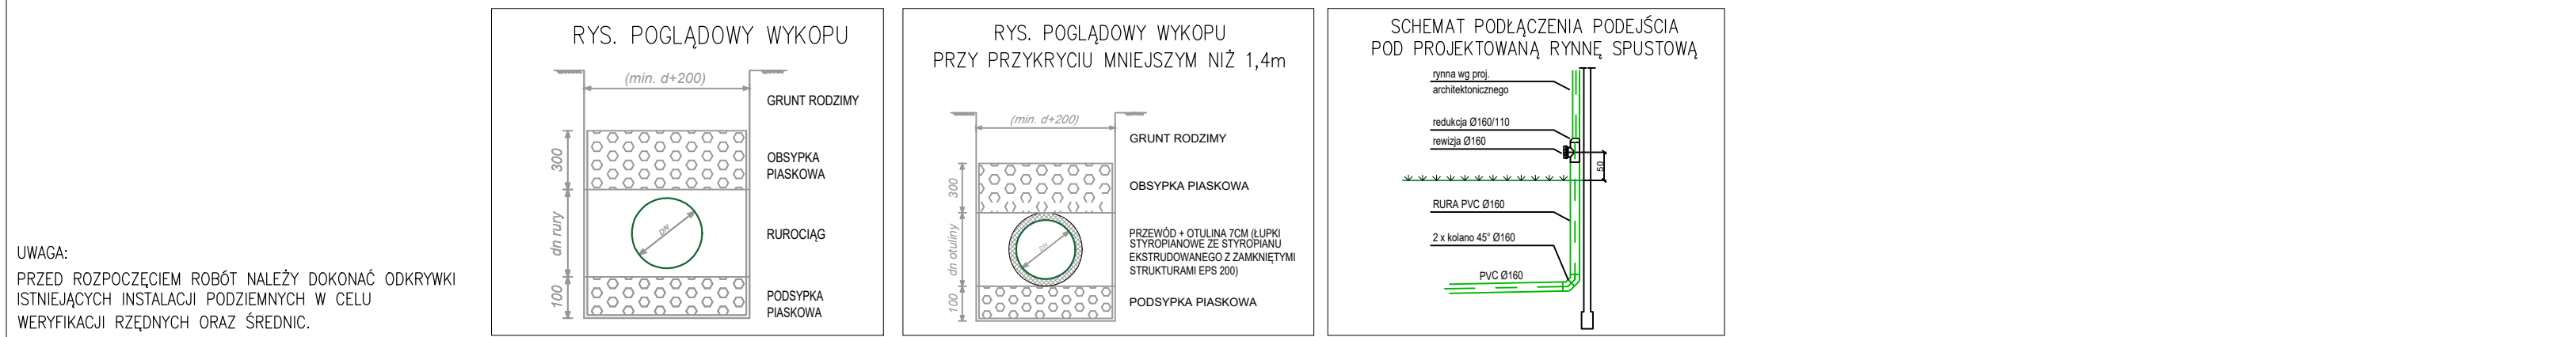 UWAGA:
PRZED ROZPOCZĘCIEM ROBÓT NALEŻY DOKONAĆ ODKRYWKI
ISTNIEJĄCYCH INSTALACJI PODZIEMNYCH W CELU
WERYFIKACJI RZĘDNYCH ORAZ ŚREDNIC.
RYS. POGLĄDOWY WYKOPU
(min. d+200)
GRUNT RODZIMY
300
OBSYPKA
PIASKOWA
dn rury
DN
RUROCIĄG
100
PODSYPKA
PIASKOWA
RYS. POGLĄDOWY WYKOPU
PRZY PRZYKRYCIU MNIEJSZYM NIŻ 1,4m
(min. d+200)
GRUNT RODZIMY
300
OBSYPKA PIASKOWA
dn otuliny
DN
PRZEWÓD + OTULINA 7CM (ŁUPKI
STYROPIANOWE ZE STYROPIANU
EKSTRUDOWANEGO Z ZAMKNIĘTYMI
STRUKTURAMI EPS 200)
100
PODSYPKA PIASKOWA
SCHEMAT PODŁĄCZENIA PODEJŚCIA
POD PROJEKTOWANĄ RYNNĘ SPUSTOWĄ
rynna wg proj.
architektonicznego
redukcja Ø160/110
rewizja Ø160
50
RURA PVC Ø160
2 x kolano 45° Ø160
PVC Ø160